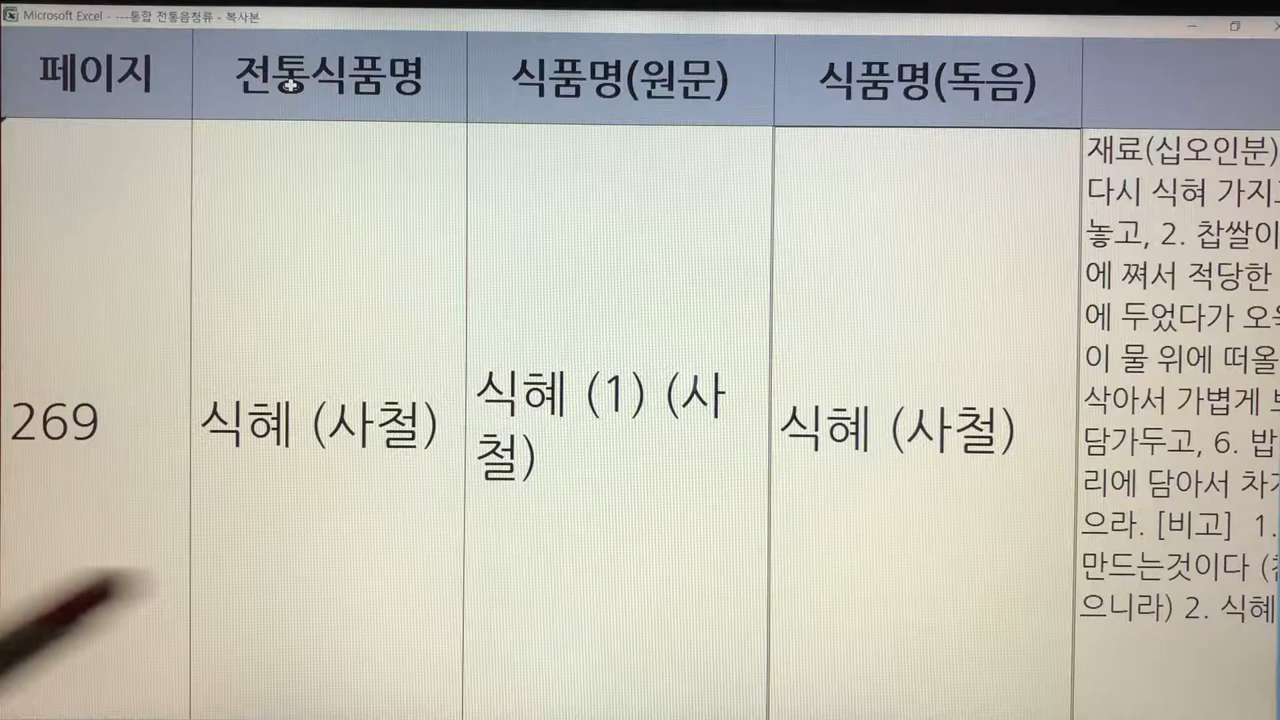 Microsoft Excel - ---통합 전통음청류 - 복사본
페이지 전통식품명 식품명(원문) 식품명(독음)
269
식혜 (사철)
식혜 (1) (사
철)
식혜 (사철)
재료(십오인분)
다시 식혀 가지고
놓고, 2. 찹쌀이
에 쪄서 적당한
에 두었다가
이 물 위에 떠올
삭아서 가볍게
담가두고, 6. 밥
리에 담아서
으라. [비고] 1.
만드는것이다
으니라) 2. 식혜